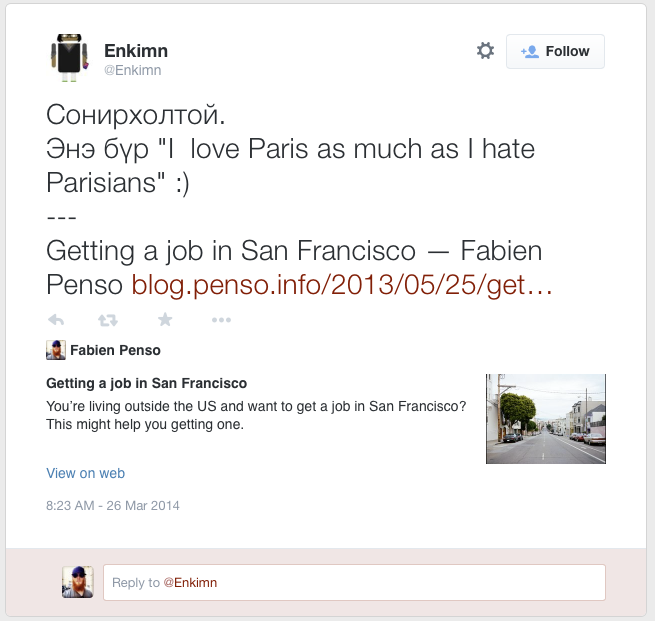 Enkimn
@Enkimn
Follow
Сонирхолтой.
Энэ бүр "I love Paris as much as I hate
Parisians" :)
---
Getting a job in San Francisco — Fabien
Penso blog.penso.info/2013/05/25/get…
Fabien Penso
Getting a job in San Francisco
You're living outside the US and want to get a job in San Francisco?
This might help you getting one.
View on web
8:23 AM - 26 Mar 2014
Reply to @Enkimn